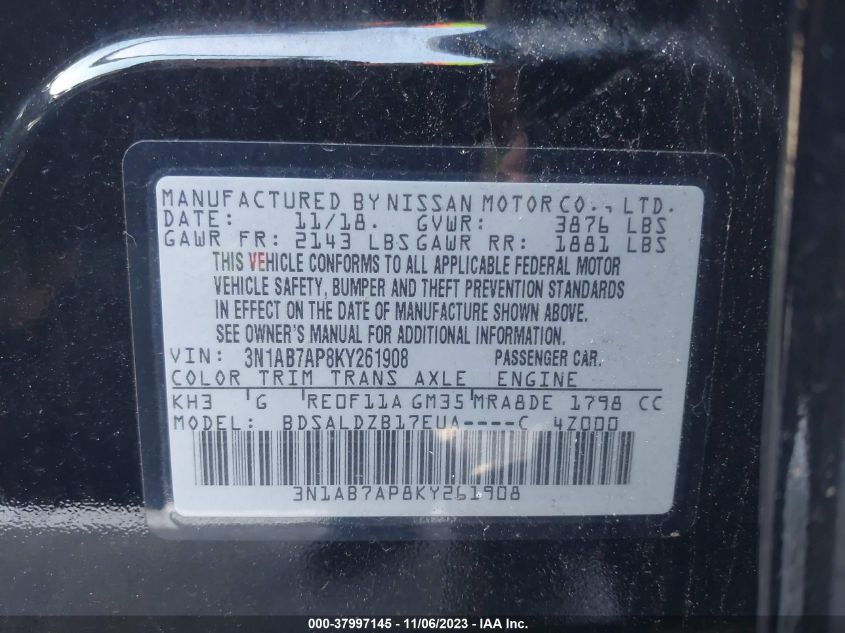 MANUFACTURED BY NISSAN MOTOR CO., LTD.
DATE: 11/18. GVWR: 3876 LBS
GAWR FR: 2143 LBS GAWR RR: 1881 LBS
THIS VEHICLE CONFORMS TO ALL APPLICABLE FEDERAL MOTOR
VEHICLE SAFETY, BUMPER AND THEFT PREVENTION STANDARDS
IN EFFECT ON THE DATE OF MANUFACTURE SHOWN ABOVE.
SEE OWNER'S MANUAL FOR ADDITIONAL INFORMATION.
VIN: 3N1AB7AP8KY261908 PASSENGER CAR.
COLOR TRIM TRANS AXLE ENGINE
KH3 G RE0F11A GM35 MRA8DE 1798 CC
MODEL: BDSALDZB17EUA----C 4Z000
3N1AB7AP8KY261908
000-37997145 - 11/06/2023 - IAA Inc.